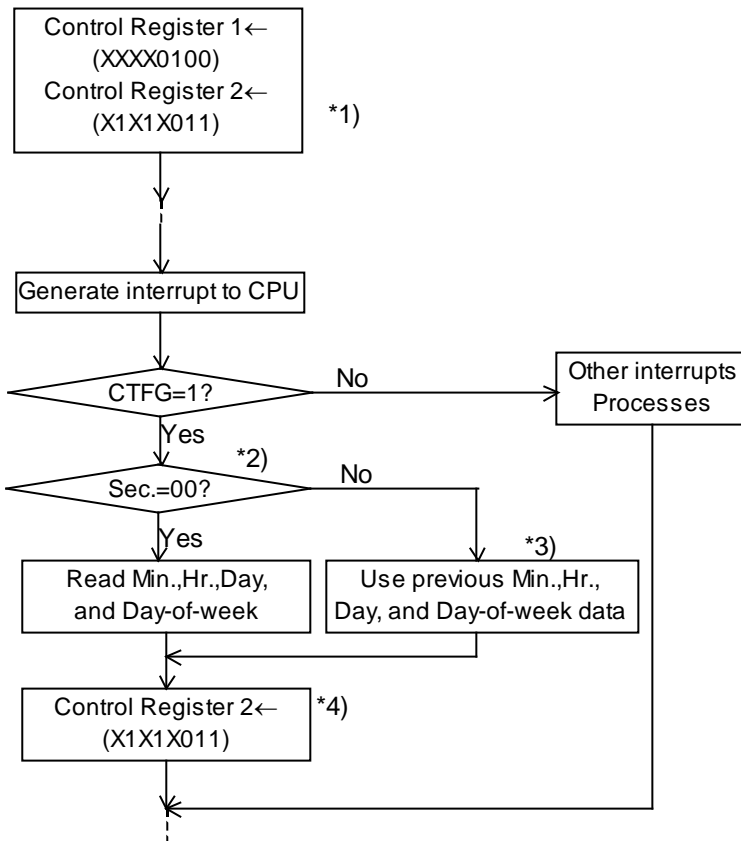 Control Register 1←
(XXXX0100)
Control Register 2←
(X1X1X011)
*1)
Generate interrupt to CPU
CTFG=1?
No
Other interrupts
Processes
Yes
*2)
Sec.=00?
No
Yes
*3)
Read Min.,Hr.,Day,
and Day-of-week
Use previous Min.,Hr.,
Day, and Day-of-week data
Control Register 2←
(X1X1X011)
*4)